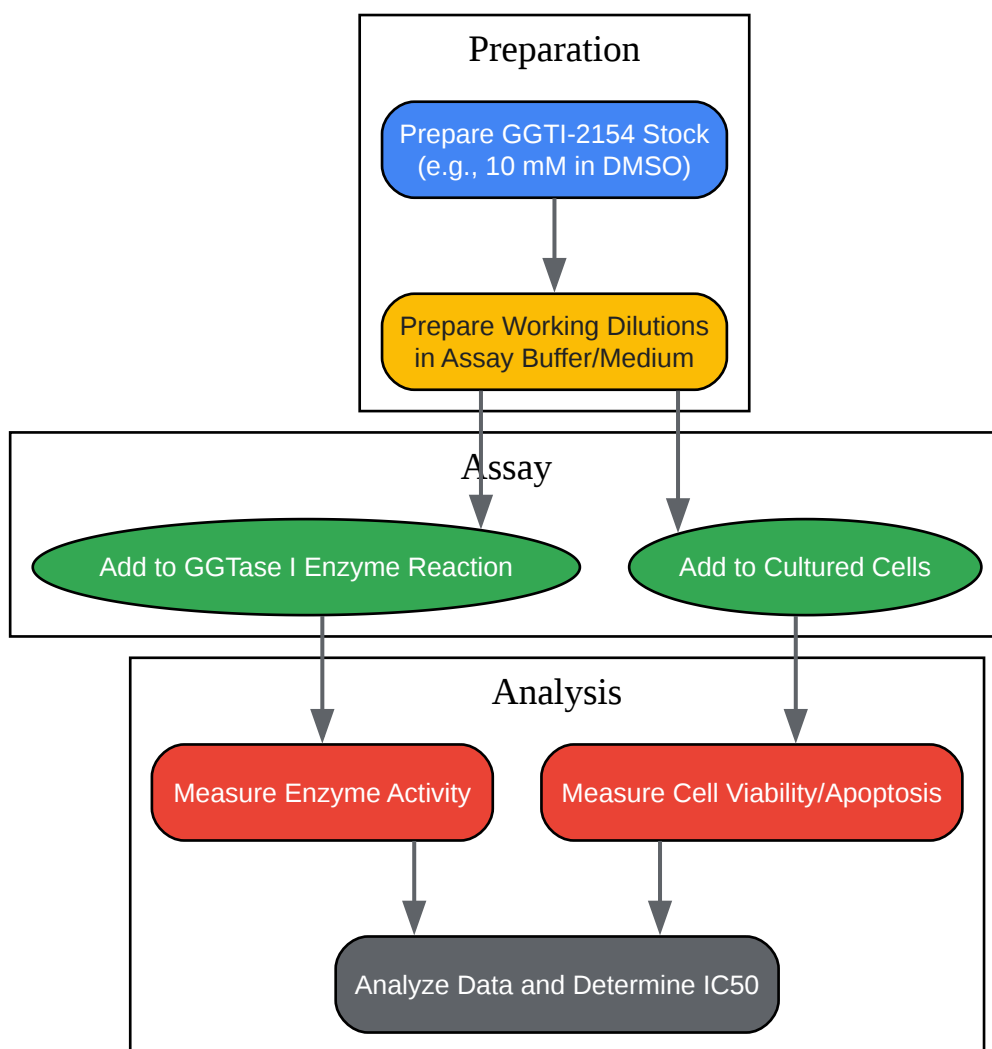 Preparation
Prepare GGTI-2154 Stock
(e.g., 10 mM in DMSO)
Prepare Working Dilutions
in Assay Buffer/Medium
Assay
Add to GGTase I Enzyme Reaction
Add to Cultured Cells
Analysis
Measure Enzyme Activity
Measure Cell Viability/Apoptosis
Analyze Data and Determine IC50